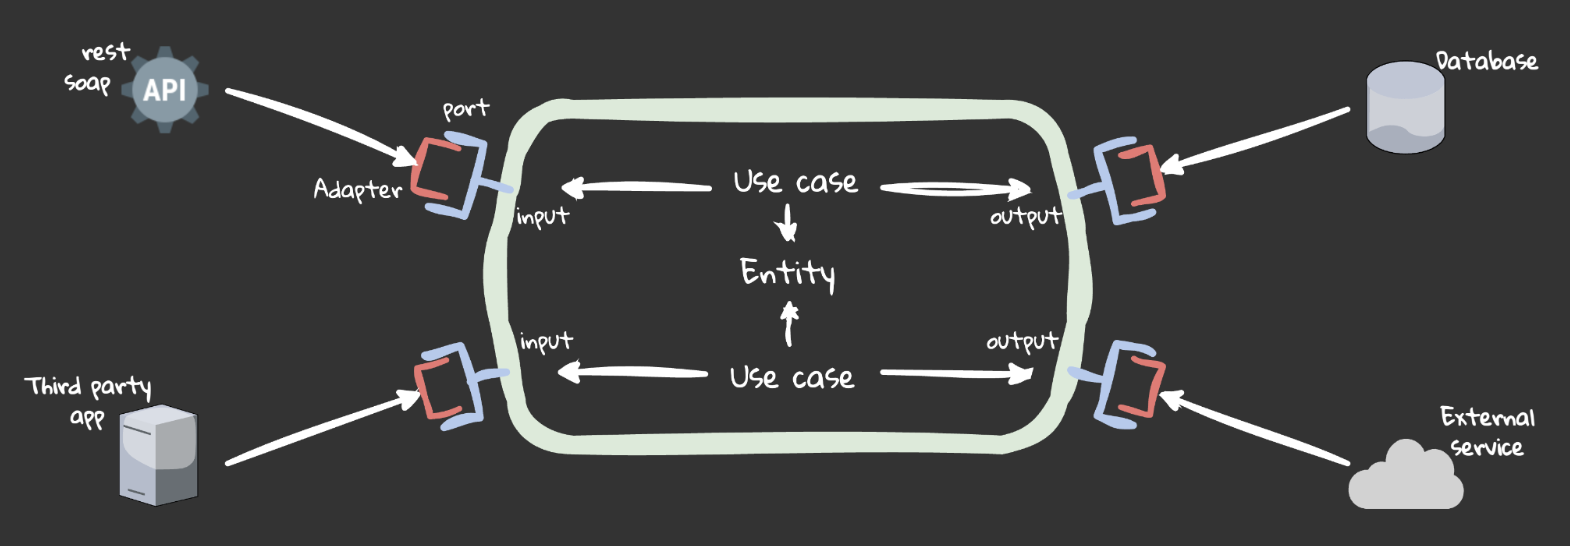 rest
soap
API
port
Adapter
input
Use case
output
Entity
input
Use case
output
Database
Third party
app
External
service